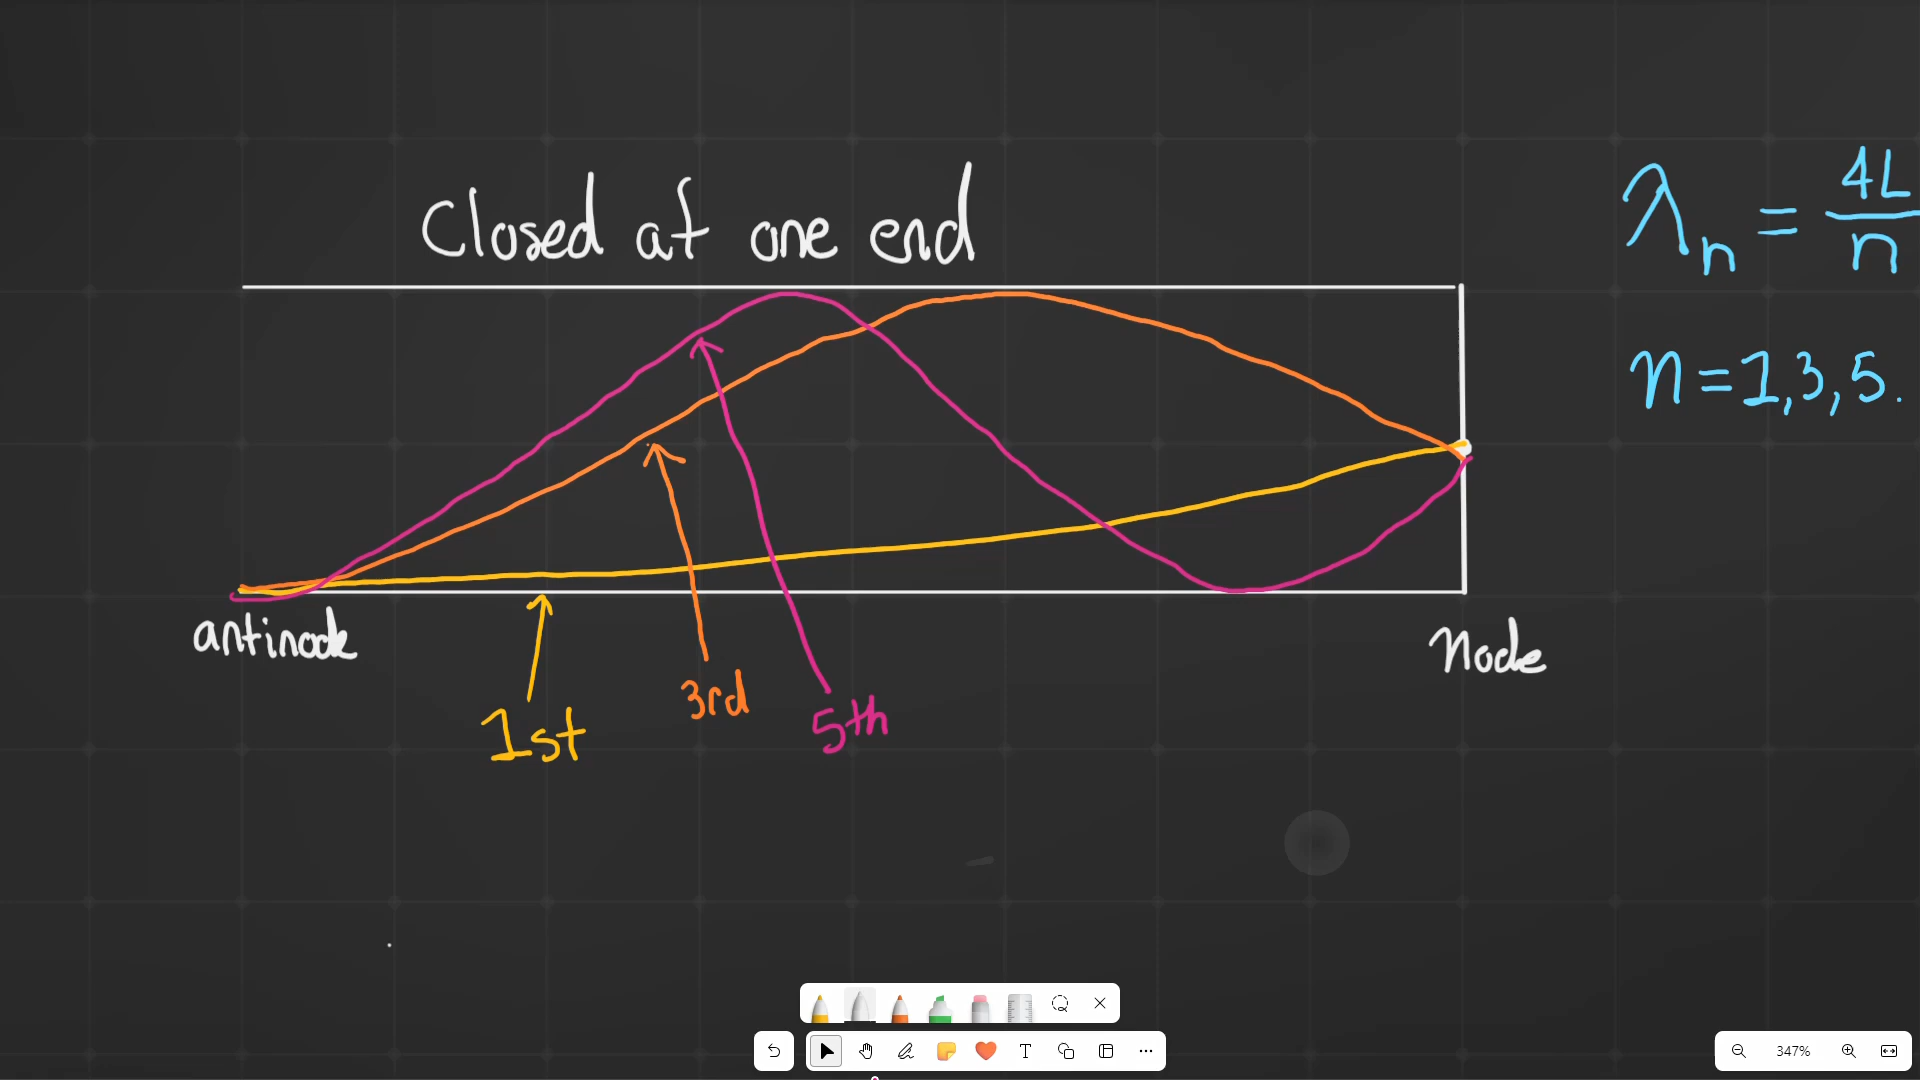 Closed at one end
λn = 4L/n
n=1,3,5.
antinode
Node
1st
3rd
5th
347%